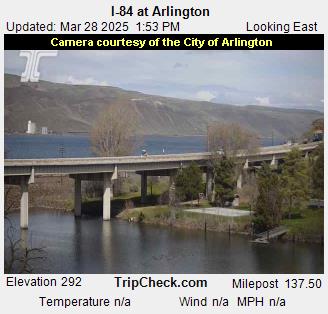 I-84 at Arlington
Updated: Mar 28 2025 1:53 PM Looking East
Camera courtesy of the City of Arlington
Elevation 292 TripCheck.com Milepost 137.50
Temperature n/a Wind n/a MPH n/a